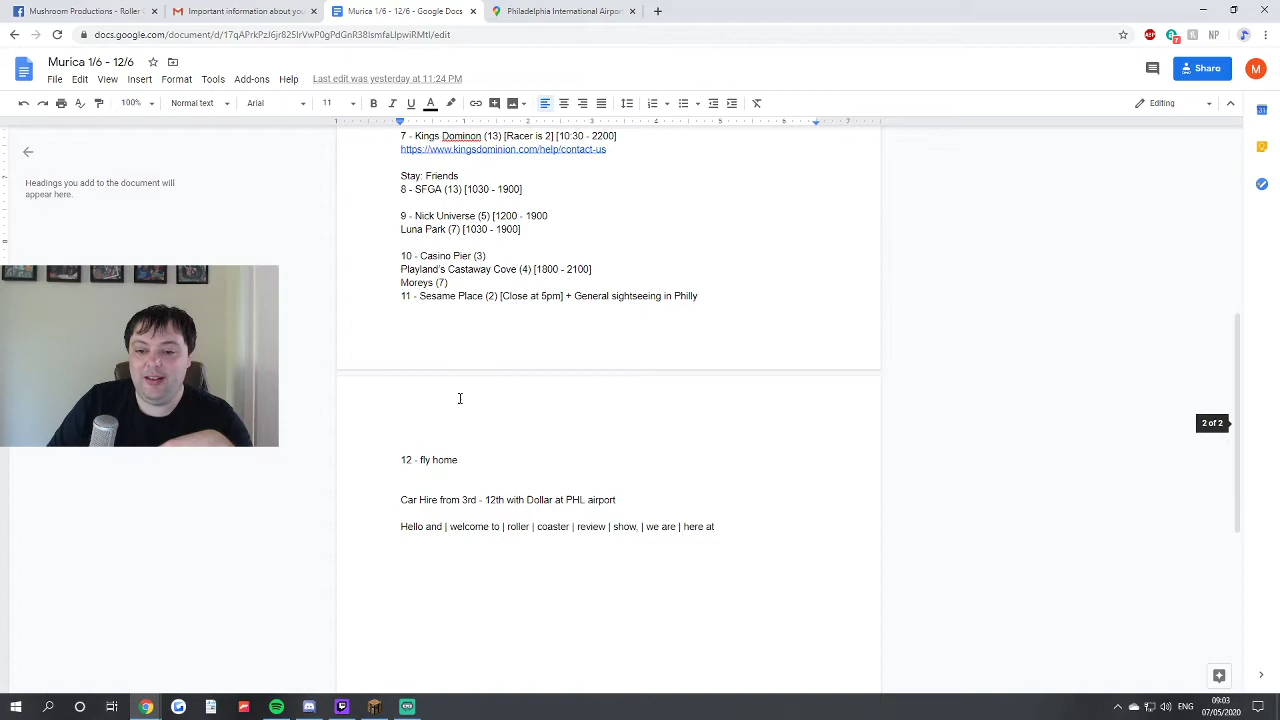 Mushroom Productions - Roller C
Important information about you
Murica 1/6 - 12/6 - Google Docs
Philadelphia International Airpor
docs.google.com/document/d/17qAPrkPzJ6jr825IrVwP0gPdGnR38IsmfaLlpwiRMtI/edit
Murica 1/6 - 12/6
File Edit View Insert Format Tools Add-ons Help Last edit was yesterday at 11:24 PM
Share
M
100% Normal text Arial 11 Editing
Headings you add to the document will
appear here.
7 - Kings Dominon (13) [Racer is 2] [10:30 - 2200]
https://www.kingsdominion.com/help/contact-us
Stay: Friends
8 - SFGA (13) [1030 - 1900]
9 - Nick Universe (5) [1200 - 1900
Luna Park (7) [1030 - 1900]
10 - Casino Pier (3)
Playland's Castaway Cove (4) [1800 - 2100]
Moreys (7)
11 - Sesame Place (2) [Close at 5pm] + General sightseeing in Philly
2 of 2
12 - fly home
Car Hire from 3rd - 12th with Dollar at PHL airport
Hello and | welcome to | roller | coaster | review | show, | we are | here at
ENG
09:03
07/05/2020